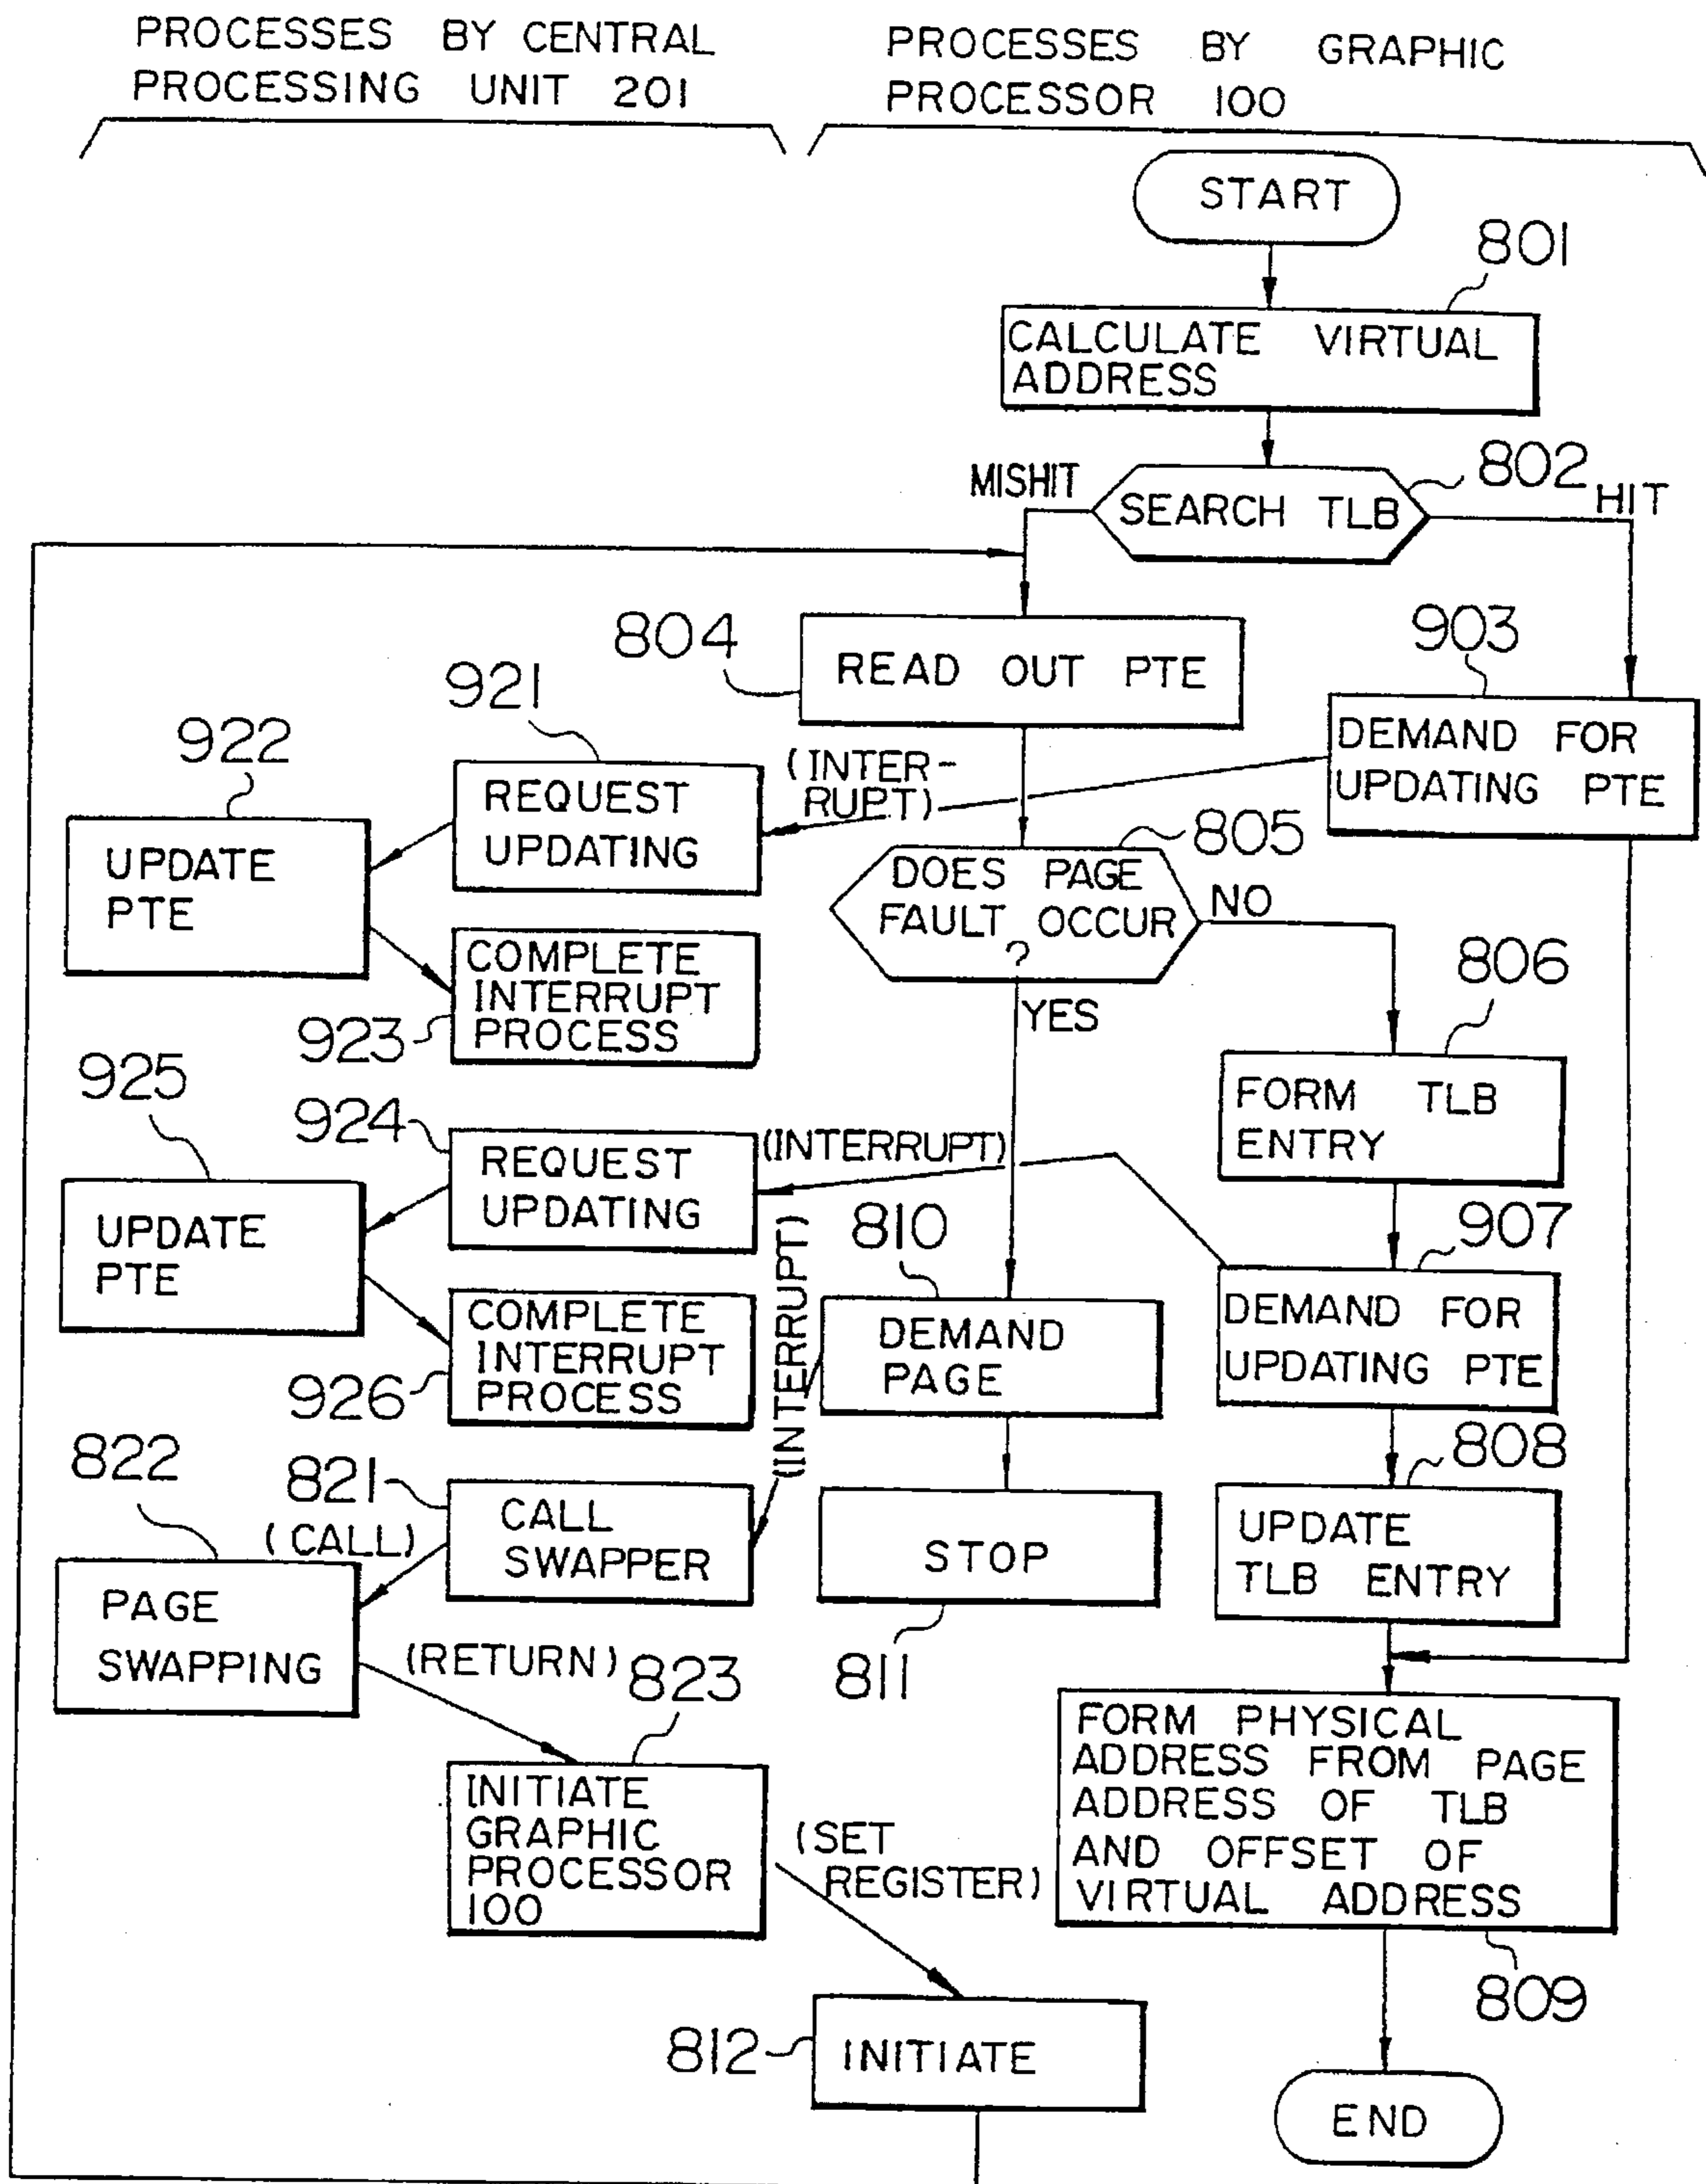 PROCESSES BY CENTRAL
PROCESSING UNIT 201
PROCESSES BY GRAPHIC
PROCESSOR 100
START
801
CALCULATE VIRTUAL
ADDRESS
MISHIT
802
SEARCH TLB
HIT
804
READ OUT PTE
903
DEMAND FOR
UPDATING PTE
921
922
REQUEST
UPDATING
(INTER-
RUPT)
UPDATE
PTE
805
DOES PAGE
FAULT OCCUR
?
NO
YES
COMPLETE
INTERRUPT
PROCESS
923
806
FORM TLB
ENTRY
925
924
REQUEST
UPDATING
(INTERRUPT)
UPDATE
PTE
810
DEMAND
PAGE
(INTERRUPT)
907
DEMAND FOR
UPDATING PTE
COMPLETE
INTERRUPT
PROCESS
926
808
UPDATE
TLB ENTRY
822
821
(CALL)
CALL
SWAPPER
STOP
811
PAGE
SWAPPING
(RETURN)
823
FORM PHYSICAL
ADDRESS FROM PAGE
ADDRESS OF TLB
AND OFFSET OF
VIRTUAL ADDRESS
809
INITIATE
GRAPHIC
PROCESSOR
100
(SET
REGISTER)
812
INITIATE
END